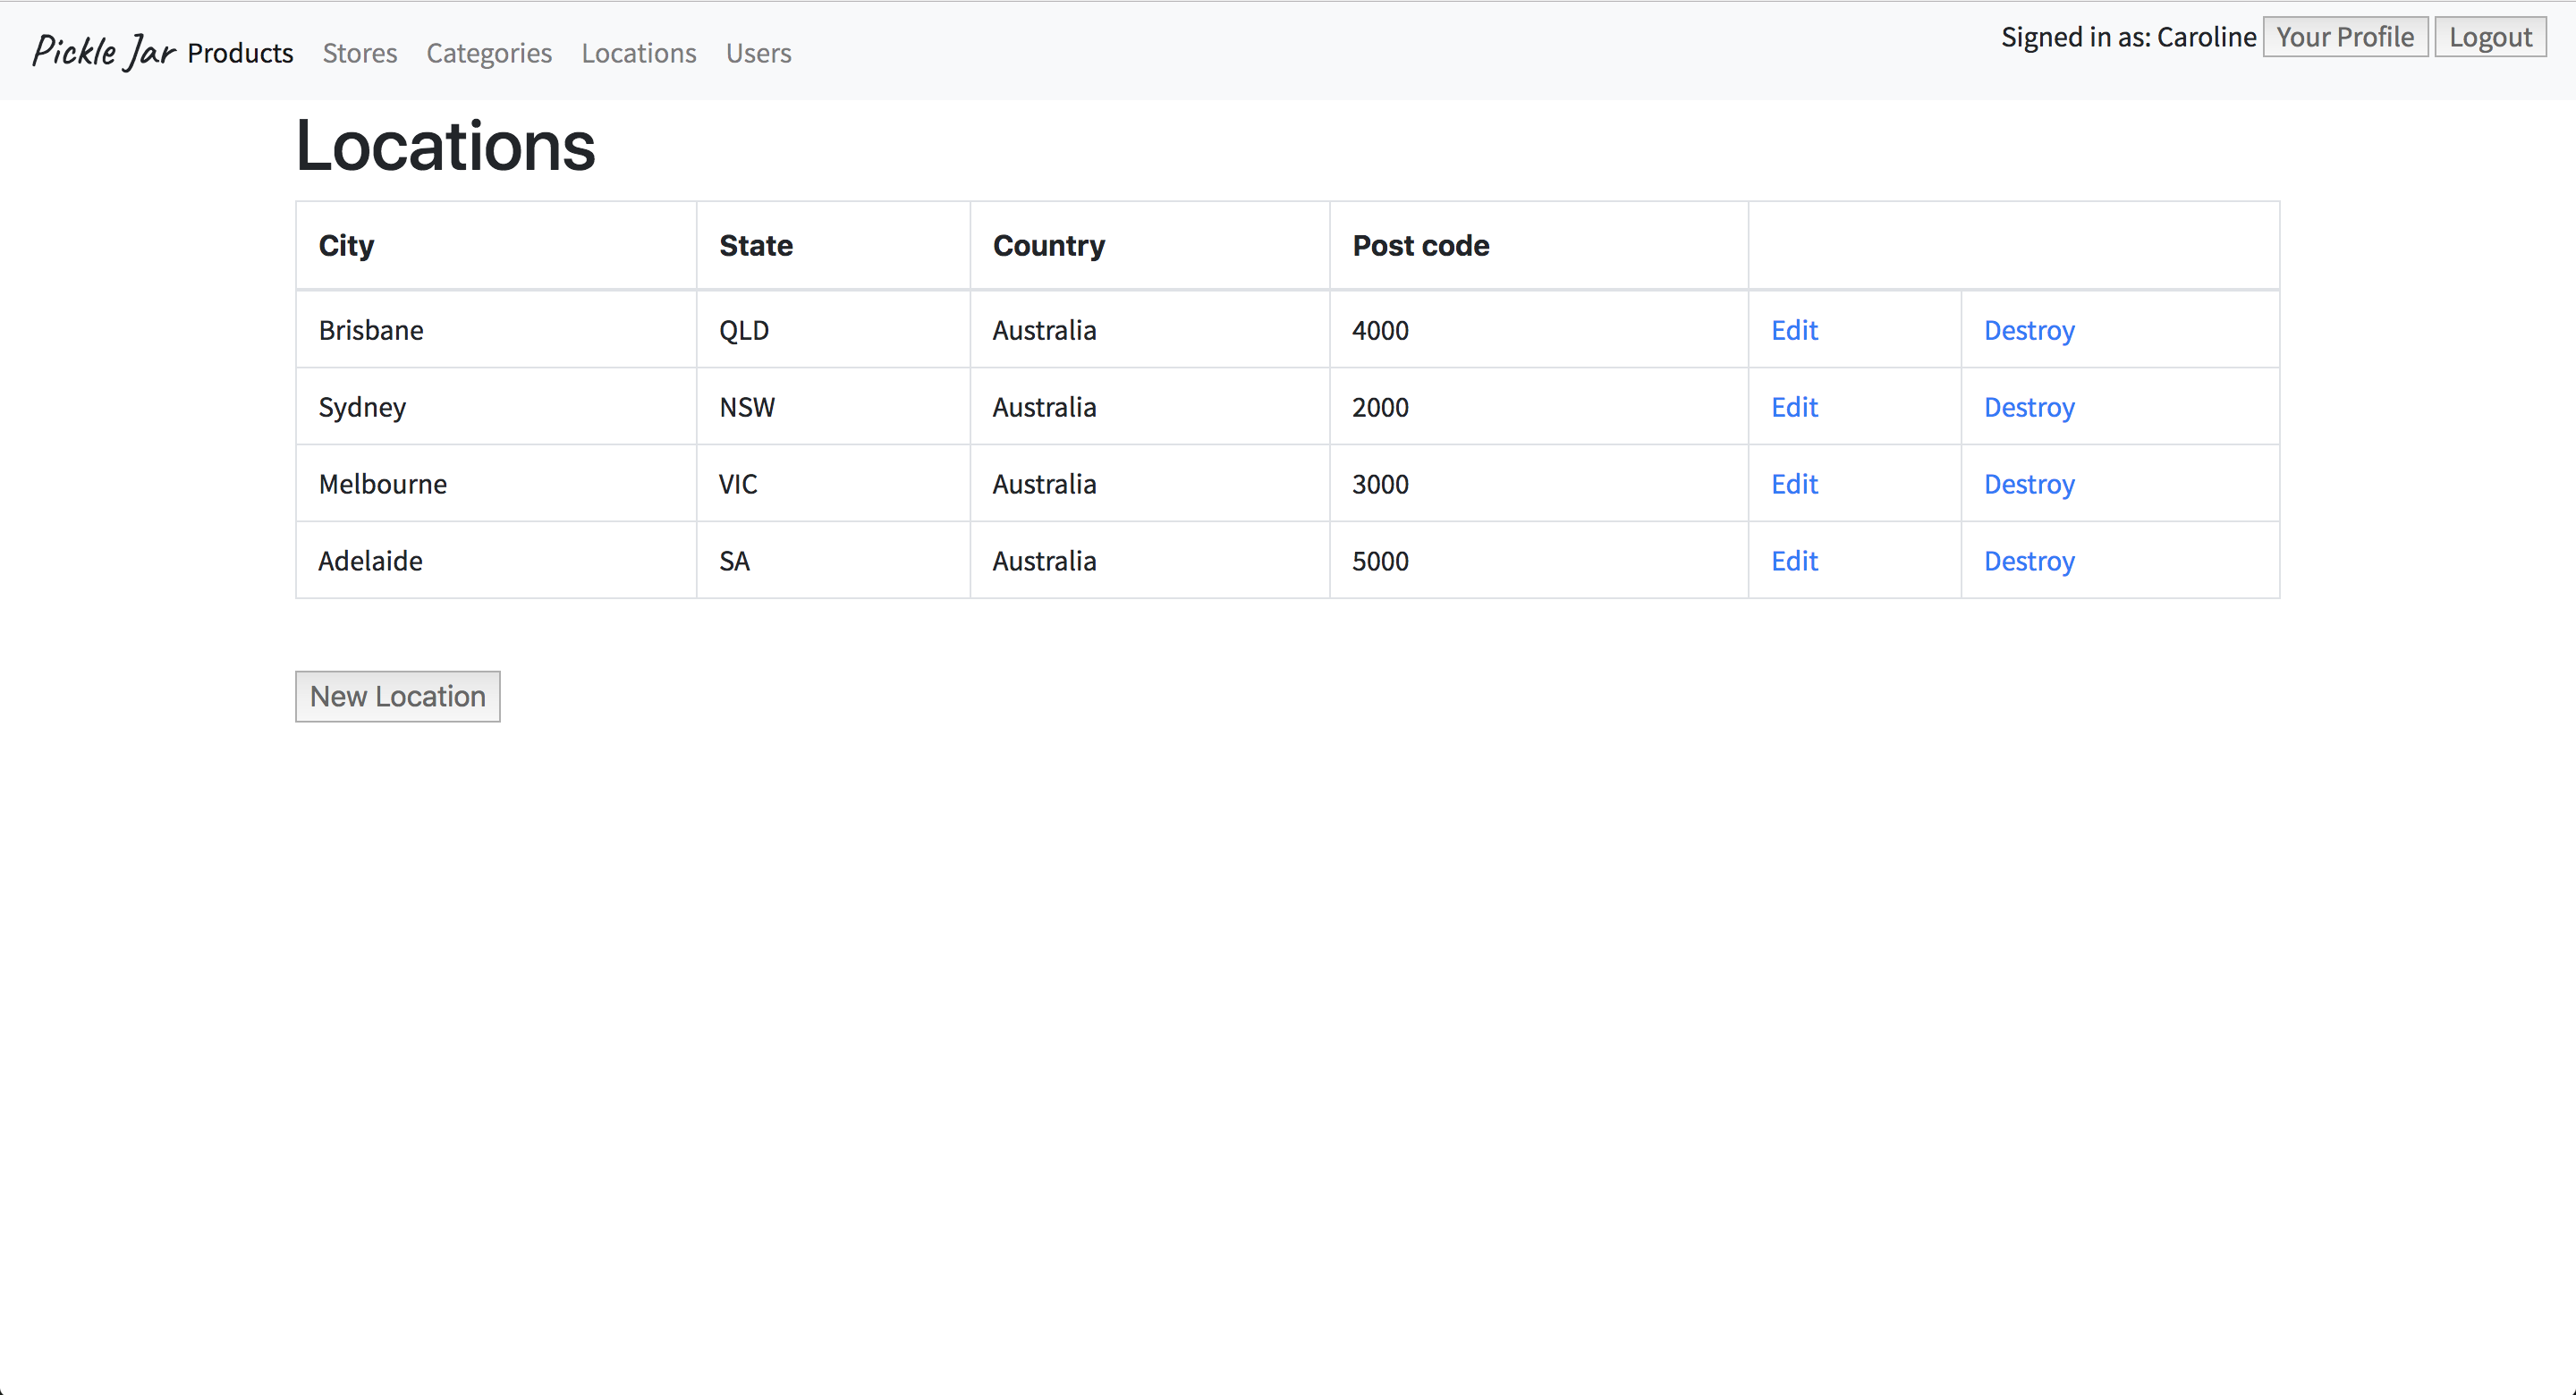 Pickle Jar Products Stores Categories Locations Users Signed in as: Caroline Your Profile Logout
Locations
City State Country Post code
Brisbane QLD Australia 4000 Edit Destroy
Sydney NSW Australia 2000 Edit Destroy
Melbourne VIC Australia 3000 Edit Destroy
Adelaide SA Australia 5000 Edit Destroy
New Location